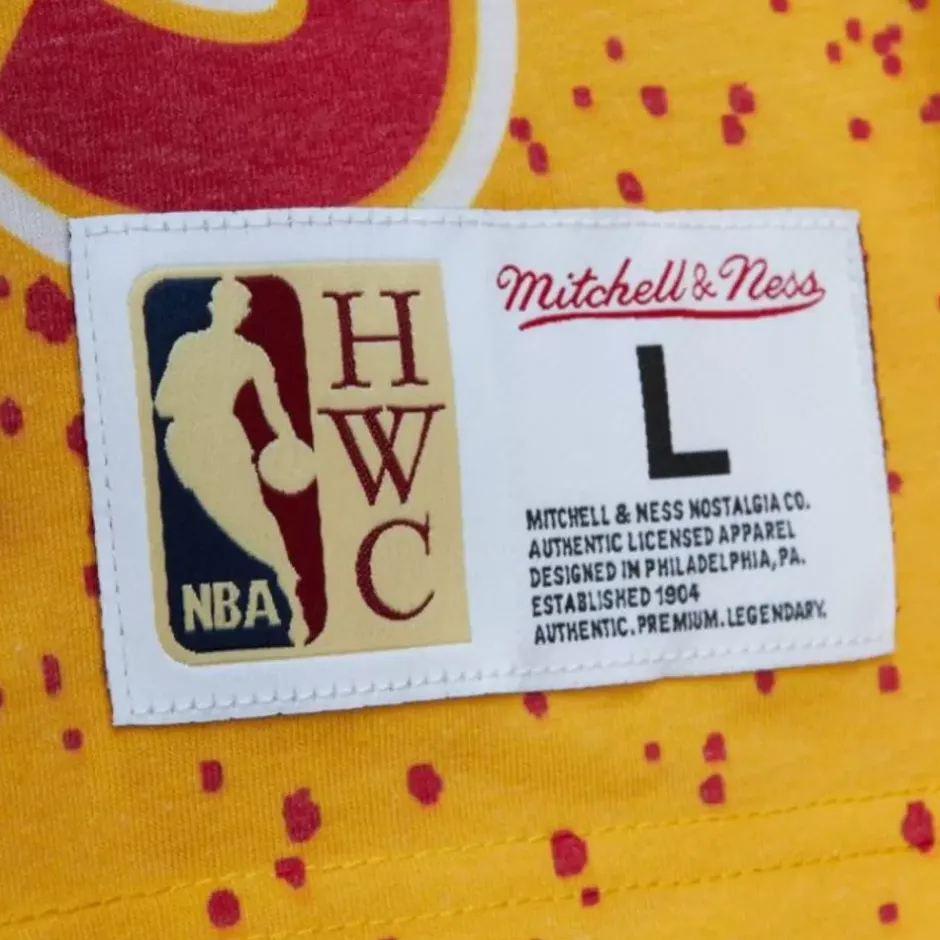 H
W
C
NBA
Mitchell & Ness
L
MITCHELL & NESS NOSTALGIA CO.
AUTHENTIC LICENSED APPAREL
DESIGNED IN PHILADELPHIA, PA.
ESTABLISHED 1904
AUTHENTIC. PREMIUM. LEGENDARY.